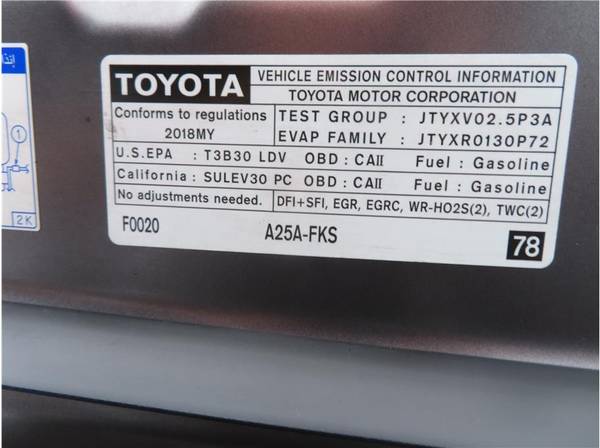 TOYOTA
VEHICLE EMISSION CONTROL INFORMATION
TOYOTA MOTOR CORPORATION
Conforms to regulations
2018MY
TEST GROUP : JTYXV02.5P3A
EVAP FAMILY : JTYXR0130P72
U.S.EPA : T3B30 LDV OBD : CAII Fuel : Gasoline
California : SULEV30 PC OBD : CAII Fuel : Gasoline
No adjustments needed. DFI+SFI, EGR, EGRC, WR-HO2S(2), TWC(2)
F0020 A25A-FKS 78
1
2K